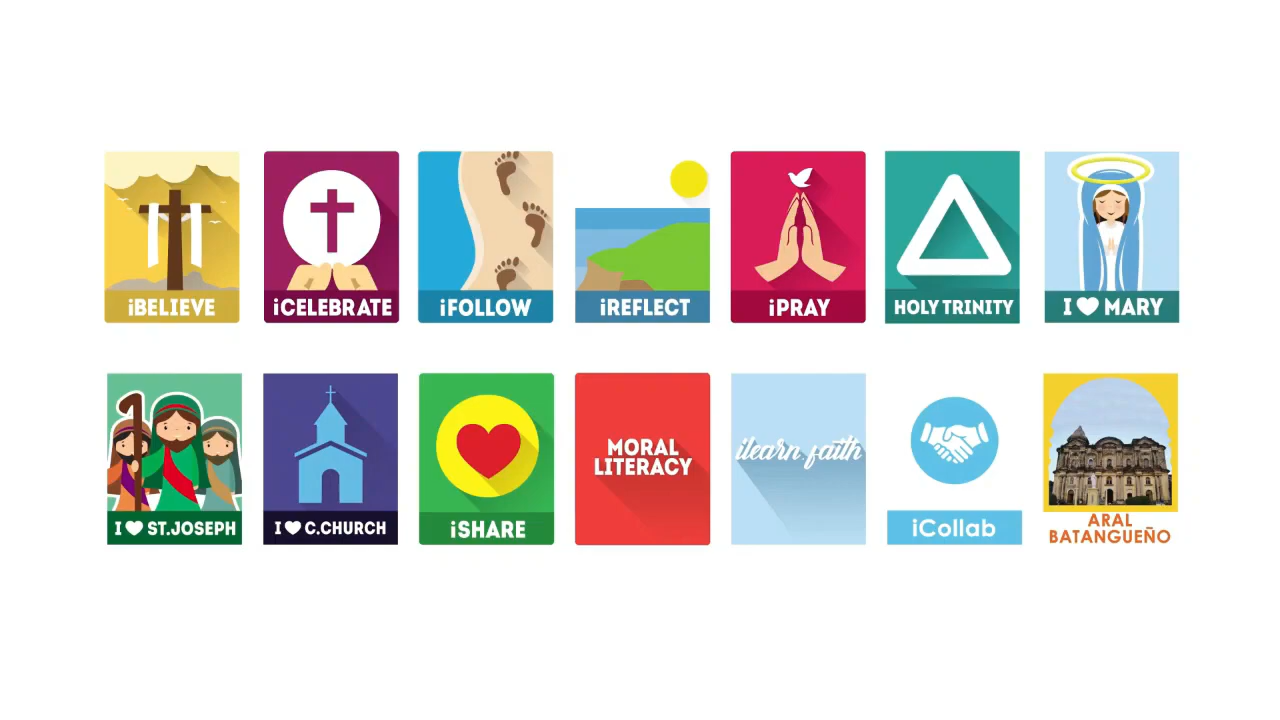 iBELIEVE
iCELEBRATE
iFOLLOW
iREFLECT
iPRAY
HOLY TRINITY
I ♥ MARY
I ♥ ST.JOSEPH
I ♥ C.CHURCH
iSHARE
MORAL
LITERACY
ilearn.faith
iCollab
ARAL
BATANGUEÑO